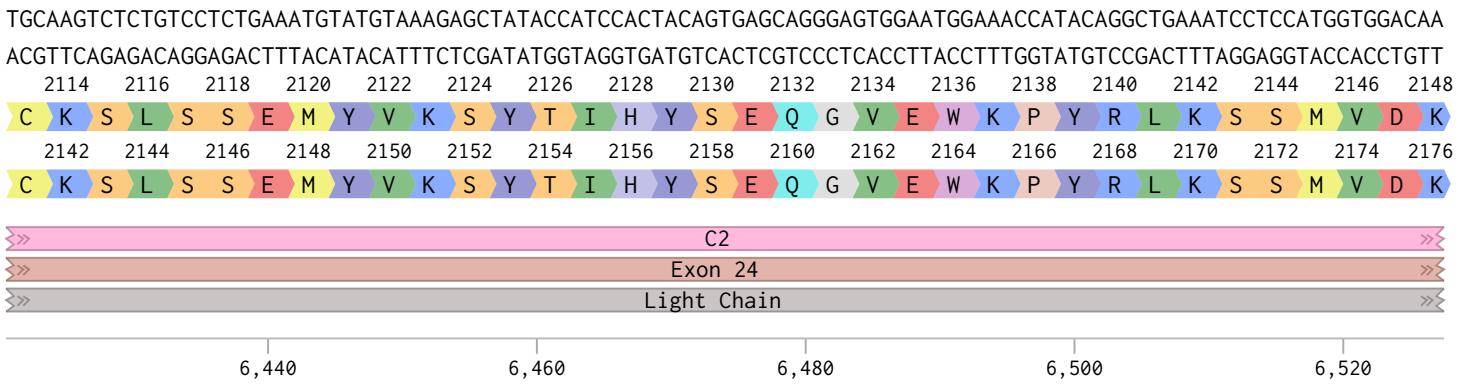 TGCAAGTCTCTGTCCTCTGAAATGTATGTAAAGAGCTATACCATCCACTACAGTGAGCAGGGAGTGGAATGGAAACCATACAGGCTGAAATCCTCCATGGTGGACAA
ACGTTCAGAGACAGGAGACTTTACATACATTTCTCGATATGGTAGGTGATGTCACTCGTCCCTCACCTTACCTTTGGTATGTCCGACTTTAGGAGGTACCACCTGTT
2114 2116 2118 2120 2122 2124 2126 2128 2130 2132 2134 2136 2138 2140 2142 2144 2146 2148
C K S L S S E M Y V K S Y T I H Y S E Q G V E W K P Y R L K S S M V D K
2142 2144 2146 2148 2150 2152 2154 2156 2158 2160 2162 2164 2166 2168 2170 2172 2174 2176
C K S L S S E M Y V K S Y T I H Y S E Q G V E W K P Y R L K S S M V D K
C2
Exon 24
Light Chain
6,440 6,460 6,480 6,500 6,520